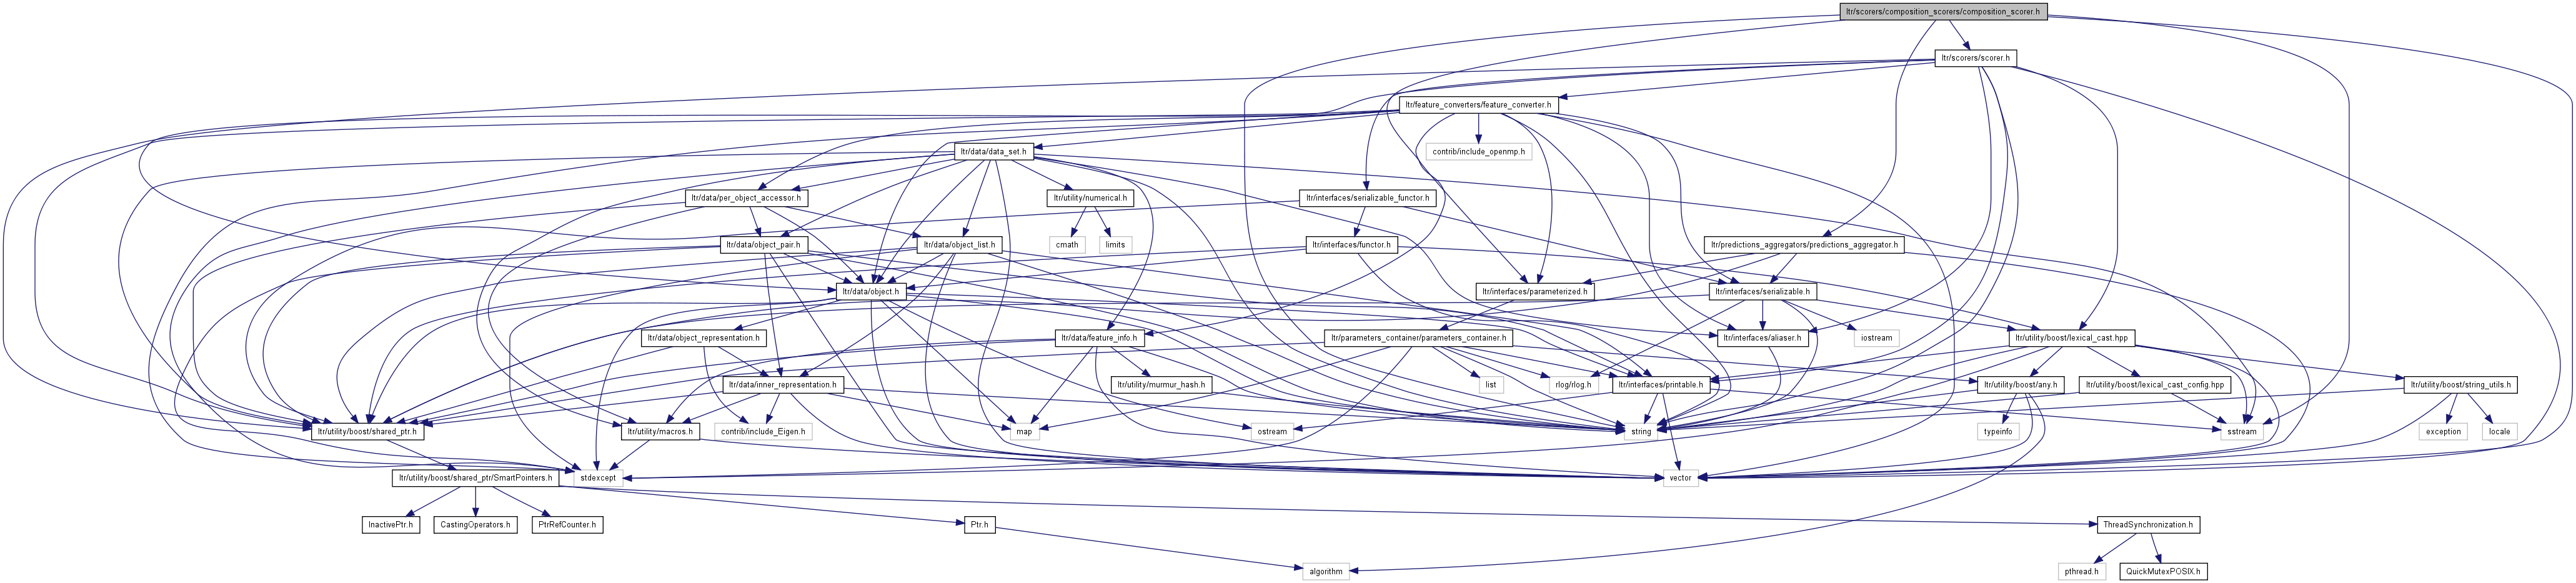 ltr/scorers/composition_scorers/composition_scorer.h
ltr/scorers/scorer.h
ltr/feature_converters/feature_converter.h
ltr/data/data_set.h
contrib/include_openmp.h
ltr/data/per_object_accessor.h
ltr/utility/numerical.h
ltr/interfaces/serializable_functor.h
ltr/data/object_pair.h
ltr/data/object_list.h
cmath
limits
ltr/interfaces/functor.h
ltr/predictions_aggregators/predictions_aggregator.h
ltr/data/object.h
ltr/interfaces/parameterized.h
ltr/interfaces/serializable.h
ltr/data/object_representation.h
ltr/data/feature_info.h
ltr/parameters_container/parameters_container.h
ltr/interfaces/aliaser.h
iostream
ltr/utility/boost/lexical_cast.hpp
ltr/data/inner_representation.h
ltr/utility/murmur_hash.h
list
rlog/rlog.h
ltr/interfaces/printable.h
ltr/utility/boost/any.h
ltr/utility/boost/lexical_cast_config.hpp
ltr/utility/boost/string_utils.h
ltr/utility/boost/shared_ptr.h
ltr/utility/macros.h
contrib/include_Eigen.h
map
ostream
string
typeinfo
sstream
exception
locale
ltr/utility/boost/shared_ptr/SmartPointers.h
stdexcept
vector
InactivePtr.h
CastingOperators.h
PtrRefCounter.h
Ptr.h
ThreadSynchronization.h
algorithm
pthread.h
QuickMutexPOSIX.h